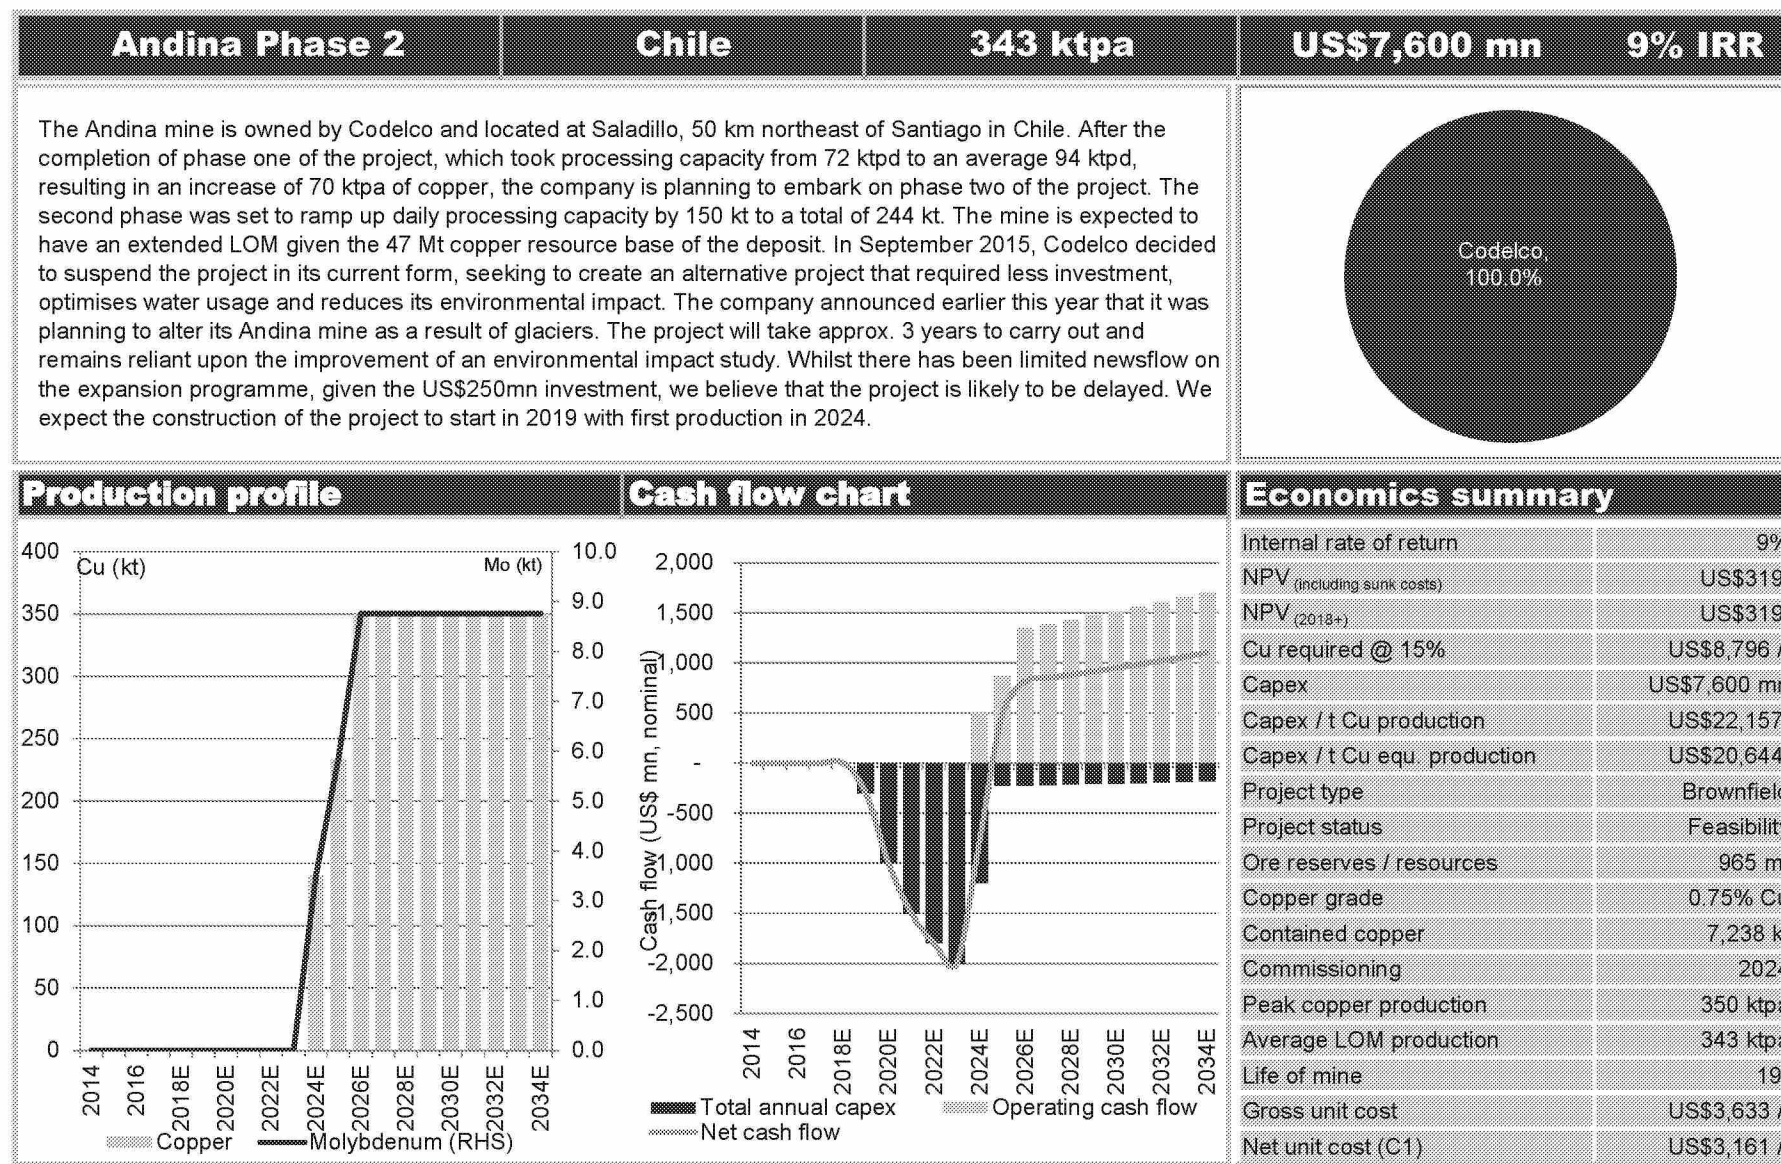 Andina Phase 2 Chile 343 ktpa US$7,600 mn 9% IRR
The Andina mine is owned by Codelco and located at Saladillo, 50 km northeast of Santiago in Chile. After the
completion of phase one of the project, which took processing capacity from 72 ktpd to an average 94 ktpd,
resulting in an increase of 70 ktpa of copper, the company is planning to embark on phase two of the project. The
second phase was set to ramp up daily processing capacity by 150 kt to a total of 244 kt. The mine is expected to
have an extended LOM given the 47 Mt copper resource base of the deposit. In September 2015, Codelco decided
to suspend the project in its current form, seeking to create an alternative project that required less investment,
optimises water usage and reduces its environmental impact. The company announced earlier this year that it was
planning to alter its Andina mine as a result of glaciers. The project will take approx. 3 years to carry out and
remains reliant upon the improvement of an environmental impact study. Whilst there has been limited newsflow on
the expansion programme, given the US$250mn investment, we believe that the project is likely to be delayed. We
expect the construction of the project to start in 2019 with first production in 2024.
Codelco,
100.0%
Production profile
Cu (kt)
Mo (kt)
400
350
300
250
200
150
100
50
0
10.0
9.0
8.0
7.0
6.0
5.0
4.0
3.0
2.0
1.0
0.0
2014 2016 2018E 2020E 2022E 2024E 2026E 2028E 2030E 2032E 2034E
Copper Molybdenum (RHS)
Cash flow chart
Cash flow (US$ mn, nominal)
2,000
1,500
1,000
500
-
-500
-1,000
-1,500
-2,000
-2,500
2014 2016 2018E 2020E 2022E 2024E 2026E 2028E 2030E 2032E 2034E
Total annual capex Operating cash flow
Net cash flow
Economics summary
Internal rate of return 9%
NPV (including sunk costs) US$319
NPV (2018+) US$319
Cu required @ 15% US$8,796 /
Capex US$7,600 mn
Capex / t Cu production US$22,157
Capex / t Cu equ. production US$20,644
Project type Brownfield
Project status Feasibility
Ore reserves / resources 965 m
Copper grade 0.75% Cu
Contained copper 7,238 k
Commissioning 2024
Peak copper production 350 ktpa
Average LOM production 343 ktpa
Life of mine 19
Gross unit cost US$3,633 /
Net unit cost (C1) US$3,161 /